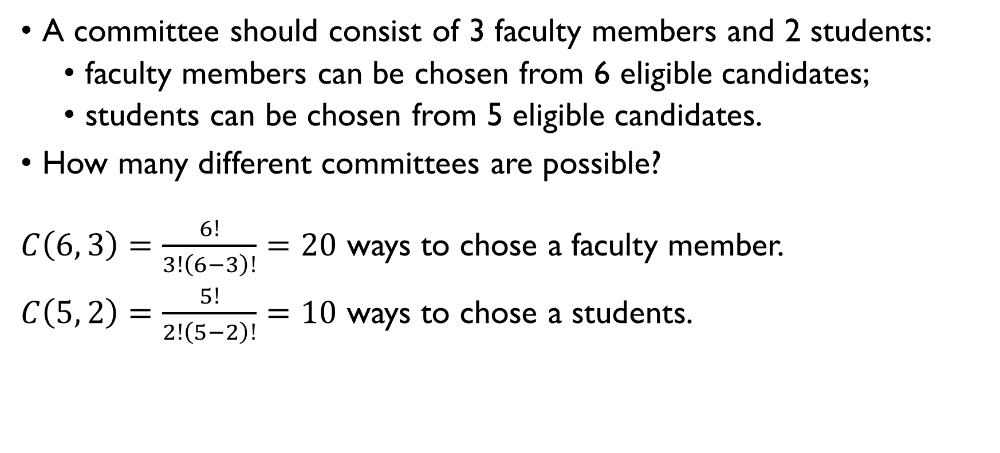 • A committee should consist of 3 faculty members and 2 students:
• faculty members can be chosen from 6 eligible candidates;
• students can be chosen from 5 eligible candidates.
• How many different committees are possible?
C(6,3) = 6!/3!(6−3)! = 20 ways to chose a faculty member.
C(5,2) = 5!/2!(5−2)! = 10 ways to chose a students.